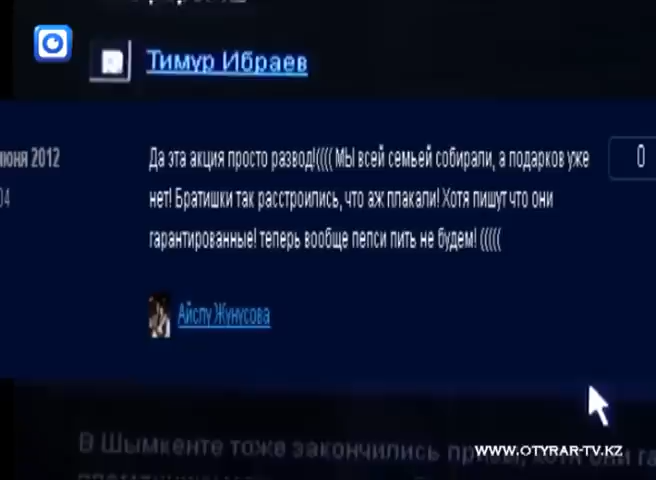 Тимур Ибраев
июня 2012
Да эта акция просто развод!(((( МЫ всей семьей собирали, а подарков уже
0
04
нет! Братишки так расстроились, что аж плакали! Хотя пишут что они
гарантированные! теперь вообще пепси пить не будем! (((((
Айслу Жунусова
В Шымкенте тоже закончились
WWW.OTYRAR-TV.KZ